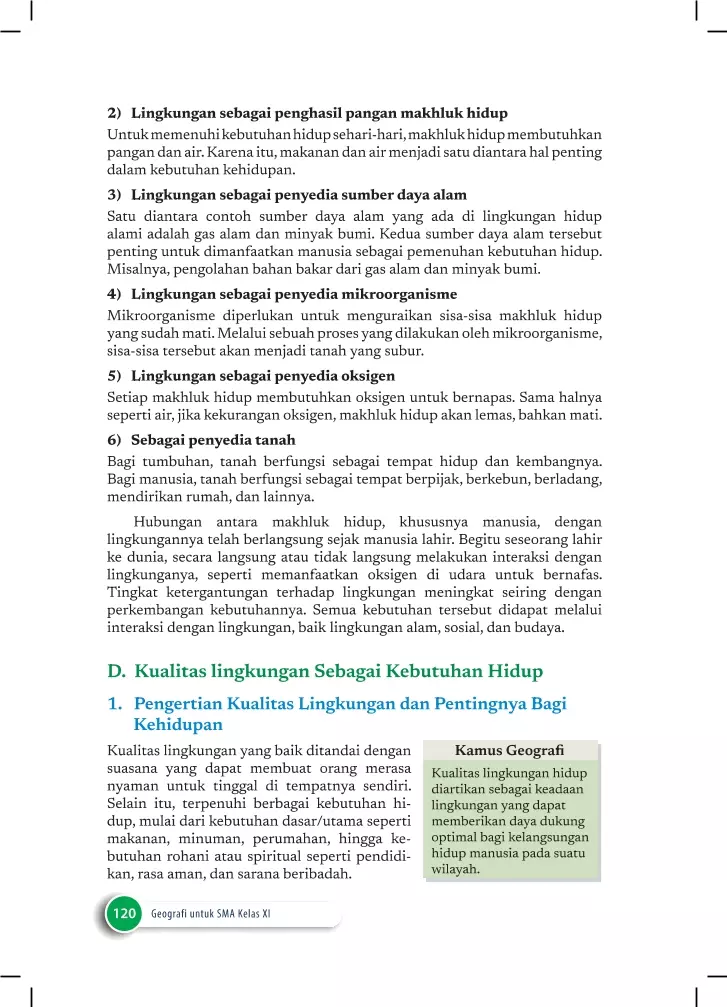 2) Lingkungan sebagai penghasil pangan makhluk hidup
Untuk memenuhi kebutuhan hidup sehari-hari, makhluk hidup membutuhkan
pangan dan air. Karena itu, makanan dan air menjadi satu diantara hal penting
dalam kebutuhan kehidupan.
3) Lingkungan sebagai penyedia sumber daya alam
Satu diantara contoh sumber daya alam yang ada di lingkungan hidup
alami adalah gas alam dan minyak bumi. Kedua sumber daya alam tersebut
penting untuk dimanfaatkan manusia sebagai pemenuhan kebutuhan hidup.
Misalnya, pengolahan bahan bakar dari gas alam dan minyak bumi.
4) Lingkungan sebagai penyedia mikroorganisme
Mikroorganisme diperlukan untuk menguraikan sisa-sisa makhluk hidup
yang sudah mati. Melalui sebuah proses yang dilakukan oleh mikroorganisme,
sisa-sisa tersebut akan menjadi tanah yang subur.
5) Lingkungan sebagai penyedia oksigen
Setiap makhluk hidup membutuhkan oksigen untuk bernapas. Sama halnya
seperti air, jika kekurangan oksigen, makhluk hidup akan lemas, bahkan mati.
6) Sebagai penyedia tanah
Bagi tumbuhan, tanah berfungsi sebagai tempat hidup dan kembangnya.
Bagi manusia, tanah berfungsi sebagai tempat berpijak, berkebun, berladang,
mendirikan rumah, dan lainnya.
Hubungan antara makhluk hidup, khususnya manusia, dengan
lingkungannya telah berlangsung sejak manusia lahir. Begitu seseorang lahir
ke dunia, secara langsung atau tidak langsung melakukan interaksi dengan
lingkunganya, seperti memanfaatkan oksigen di udara untuk bernafas.
Tingkat ketergantungan terhadap lingkungan meningkat seiring dengan
perkembangan kebutuhannya. Semua kebutuhan tersebut didapat melalui
interaksi dengan lingkungan, baik lingkungan alam, sosial, dan budaya.
D. Kualitas lingkungan Sebagai Kebutuhan Hidup
1. Pengertian Kualitas Lingkungan dan Pentingnya Bagi
Kehidupan
Kualitas lingkungan yang baik ditandai dengan
suasana yang dapat membuat orang merasa
nyaman untuk tinggal di tempatnya sendiri.
Selain itu, terpenuhi berbagai kebutuhan hi-
dup, mulai dari kebutuhan dasar/utama seperti
makanan, minuman, perumahan, hingga ke-
butuhan rohani atau spiritual seperti pendidi-
kan, rasa aman, dan sarana beribadah.
Kamus Geografi
Kualitas lingkungan hidup
diartikan sebagai keadaan
lingkungan yang dapat
memberikan daya dukung
optimal bagi kelangsungan
hidup manusia pada suatu
wilayah.
120 Geografi untuk SMA Kelas XI